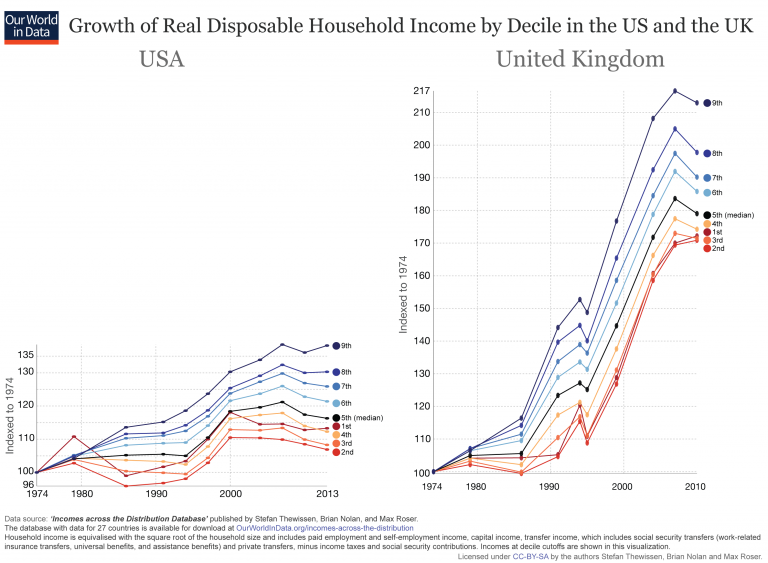 Our World
in Data
Growth of Real Disposable Household Income by Decile in the US and the UK
USA
United Kingdom
217
210
200
190
180
170
160
150
140
130
120
110
100
Indexed to 1974
9th
8th
7th
6th
5th (median)
4th
1st
3rd
2nd
1974
1980
1990
2000
2010
135
130
120
110
100
96
Indexed to 1974
9th
8th
7th
6th
5th (median)
1st
4th
3rd
2nd
1974
1980
1990
2000
2013
Data source: 'Incomes across the Distribution Database' published by Stefan Thewissen, Brian Nolan, and Max Roser.
The database with data for 27 countries is available for download at OurWorldInData.org/incomes-across-the-distribution
Household income is equivalised with the square root of the household size and includes paid employment and self-employment income, capital income, transfer income, which includes social security transfers (work-related
insurance transfers, universal benefits, and assistance benefits) and private transfers, minus income taxes and social security contributions. Incomes at decile cutoffs are shown in this visualization.
Licensed under CC-BY-SA by the authors Stefan Thewissen, Brian Nolan and Max Roser.